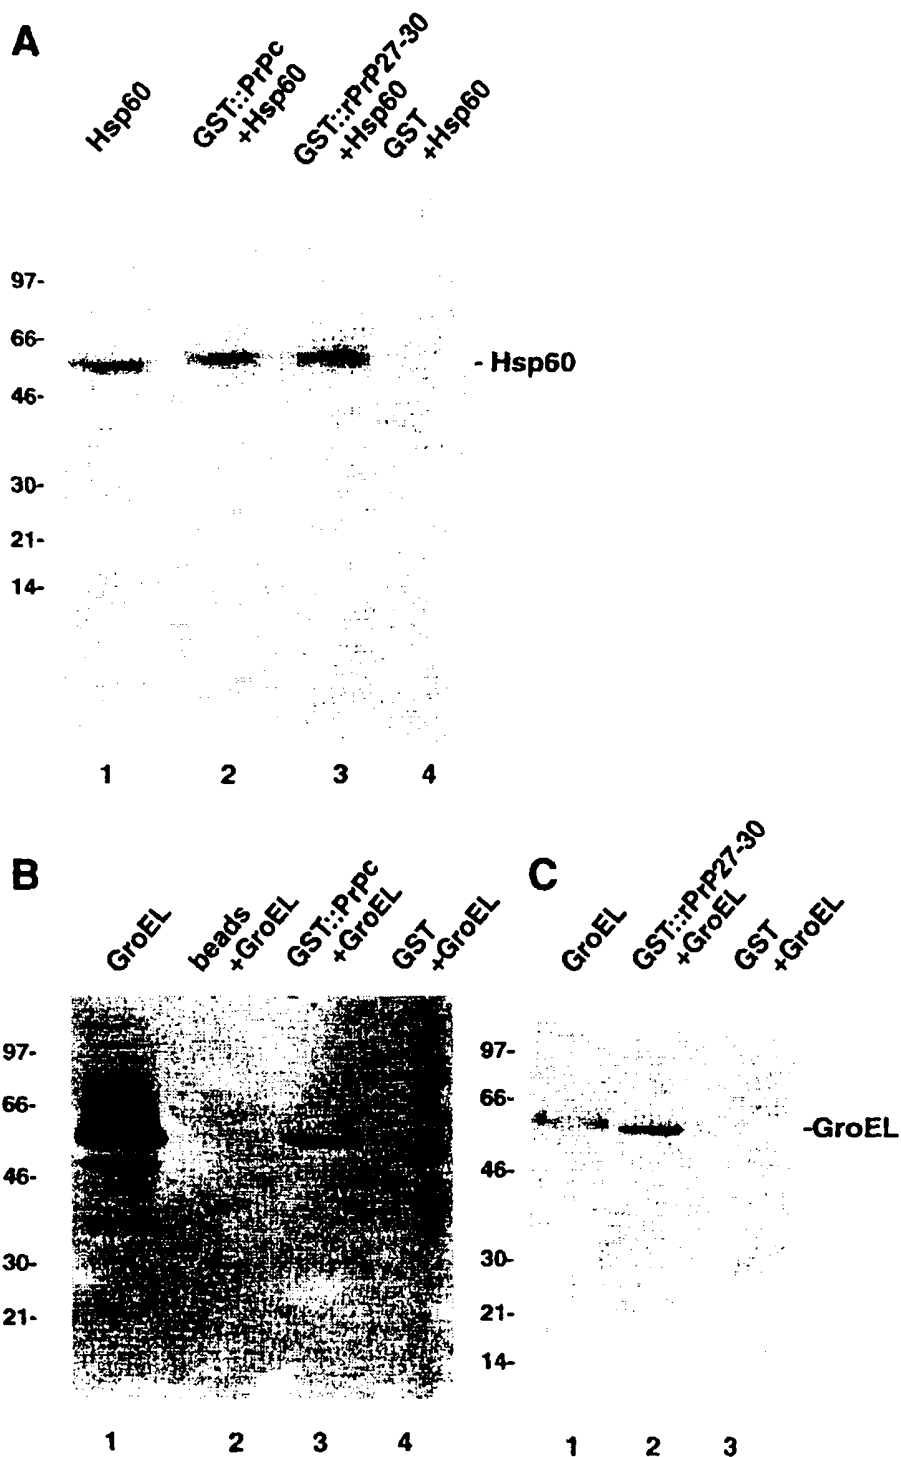 A
Hsp60
GST::PrPc
+Hsp60
GST::rPrP27-30
+Hsp60
GST
+Hsp60
97-
66-
46-
30-
21-
14-
- Hsp60
1 2 3 4
B
GroEL
beads
+GroEL
GST::PrPc
+GroEL
GST
+GroEL
97-
66-
46-
30-
21-
1 2 3 4
C
GroEL
GST::rPrP27-30
+GroEL
GST
+GroEL
97-
66-
46-
30-
21-
14-
-GroEL
1 2 3